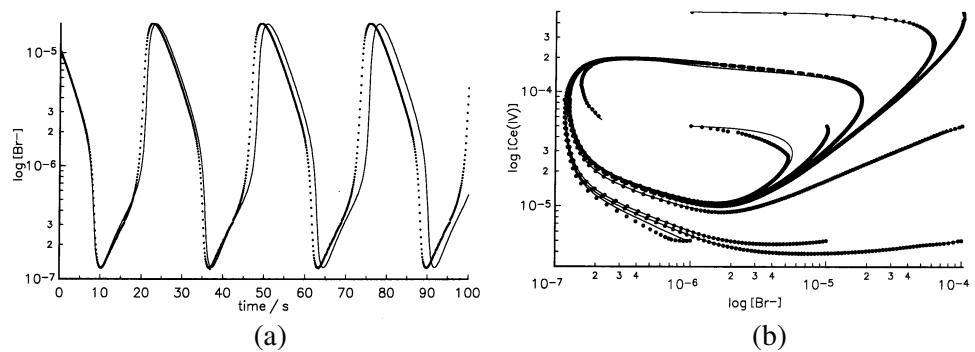 log[Br-]
10⁻⁵
3
2
10⁻⁶
3
2
10⁻⁷
0 10 20 30 40 50 60 70 80 90 100
time / s
(a)
log[Ce(IV)]
3
2
10⁻⁴
3
2
10⁻⁵
10⁻⁷ 2 3 4 10⁻⁶ 2 3 4 10⁻⁵ 2 3 4 10⁻⁴
log[Br-]
(b)